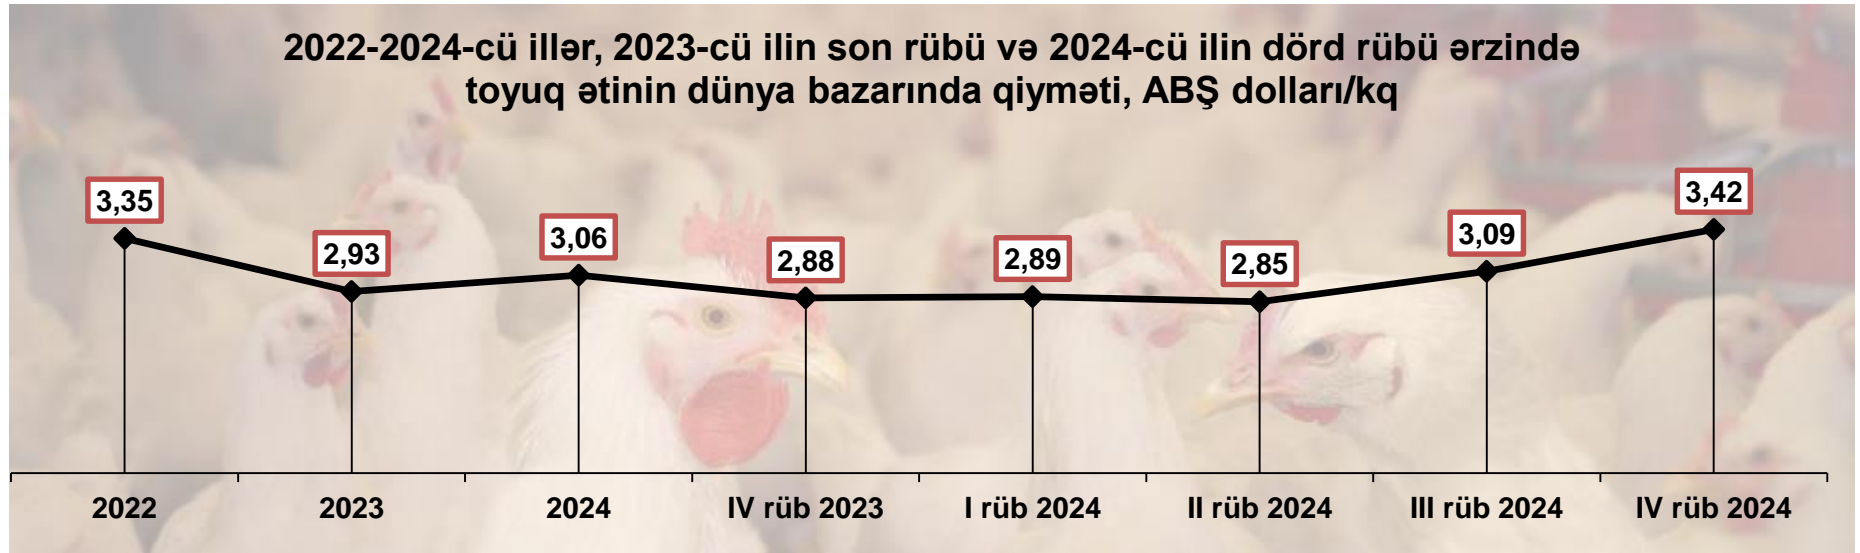 2022-2024-cü illər, 2023-cü ilin son rübü və 2024-cü ilin dörd rübü ərzində
toyuq ətinin dünya bazarında qiyməti, ABŞ dolları/kq
3,35
2,93
3,06
2,88
2,89
2,85
3,09
3,42
2022
2023
2024
IV rüb 2023
I rüb 2024
II rüb 2024
III rüb 2024
IV rüb 2024